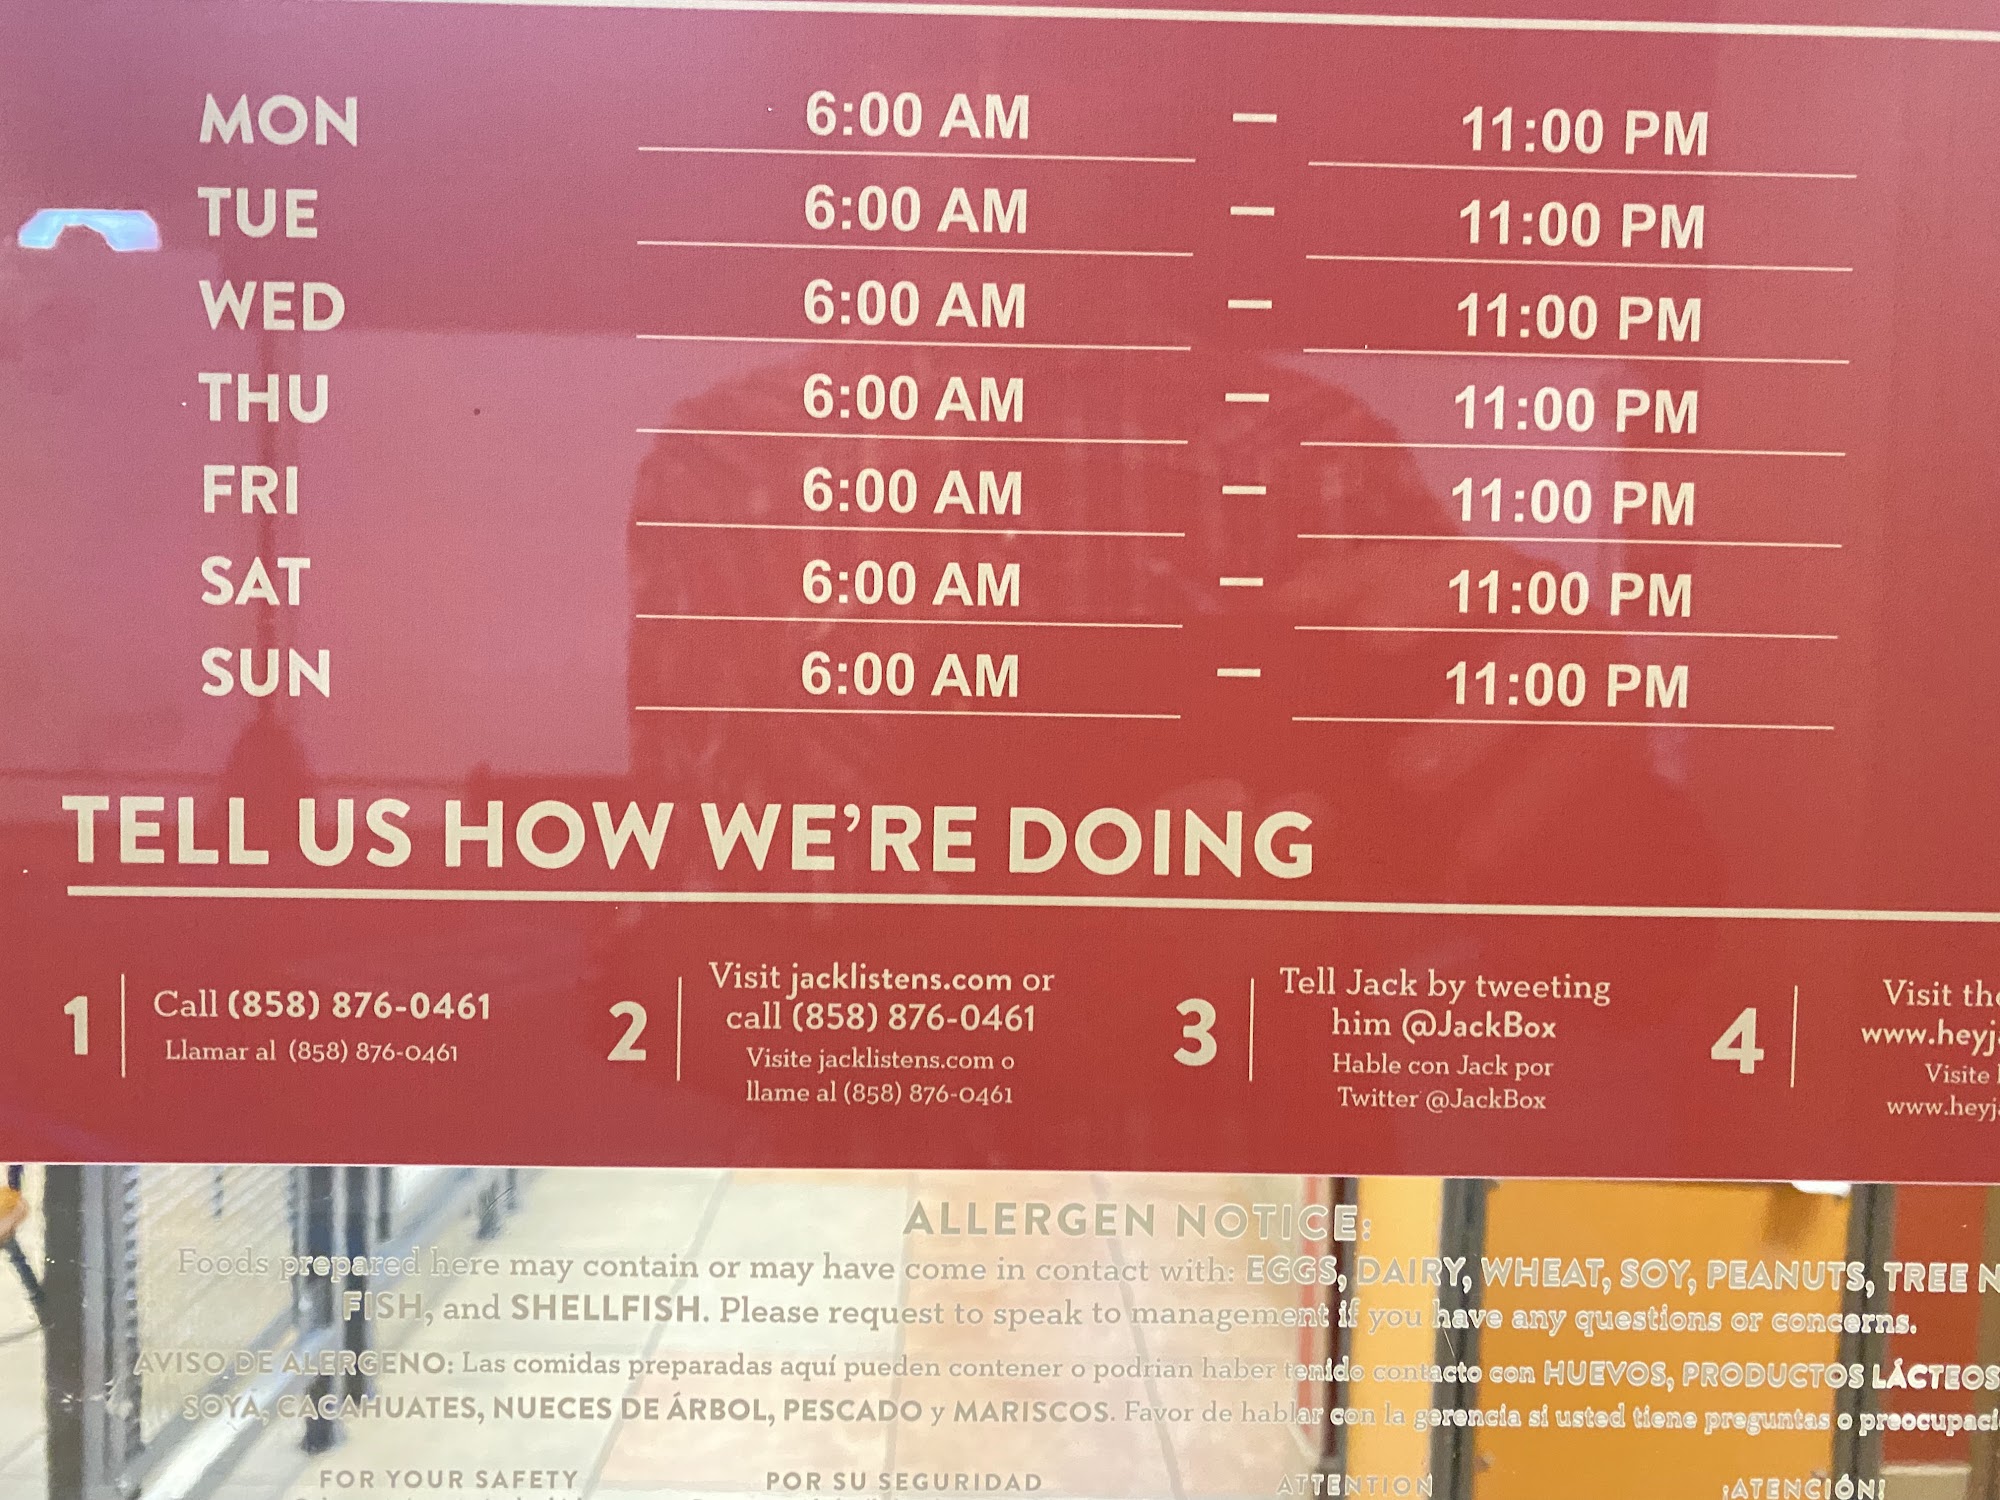 MON 6:00 AM – 11:00 PM
TUE 6:00 AM – 11:00 PM
WED 6:00 AM – 11:00 PM
THU 6:00 AM – 11:00 PM
FRI 6:00 AM – 11:00 PM
SAT 6:00 AM – 11:00 PM
SUN 6:00 AM – 11:00 PM
TELL US HOW WE'RE DOING
1
Call (858) 876-0461
Llamar al (858) 876-0461
2
Visit jacklistens.com or
call (858) 876-0461
Visite jacklistens.com o
llame al (858) 876-0461
3
Tell Jack by tweeting
him @JackBox
Hable con Jack por
Twitter @JackBox
4
Visit
Visite
ALLERGEN NOTICE:
Foods prepared here may contain or may have come in contact with: EGGS, DAIRY, WHEAT, SOY, PEANUTS, TREE
FISH, and SHELLFISH. Please request to speak to management if you have any questions or concerns.
AVISO DE ALERGENO: Las comidas preparadas aquí pueden contener o podrian haber tenido contacto con HUEVOS, PRODUCTOS LÁCTEOS
SOYA, CACAHUATES, NUECES DE ÁRBOL, PESCADO y MARISCOS. Favor de hablar con la gerencia si usted tiene preguntas o
FOR YOUR SAFETY
POR SU SEGURIDAD
ATTENTION
¡ATENCIÓN!